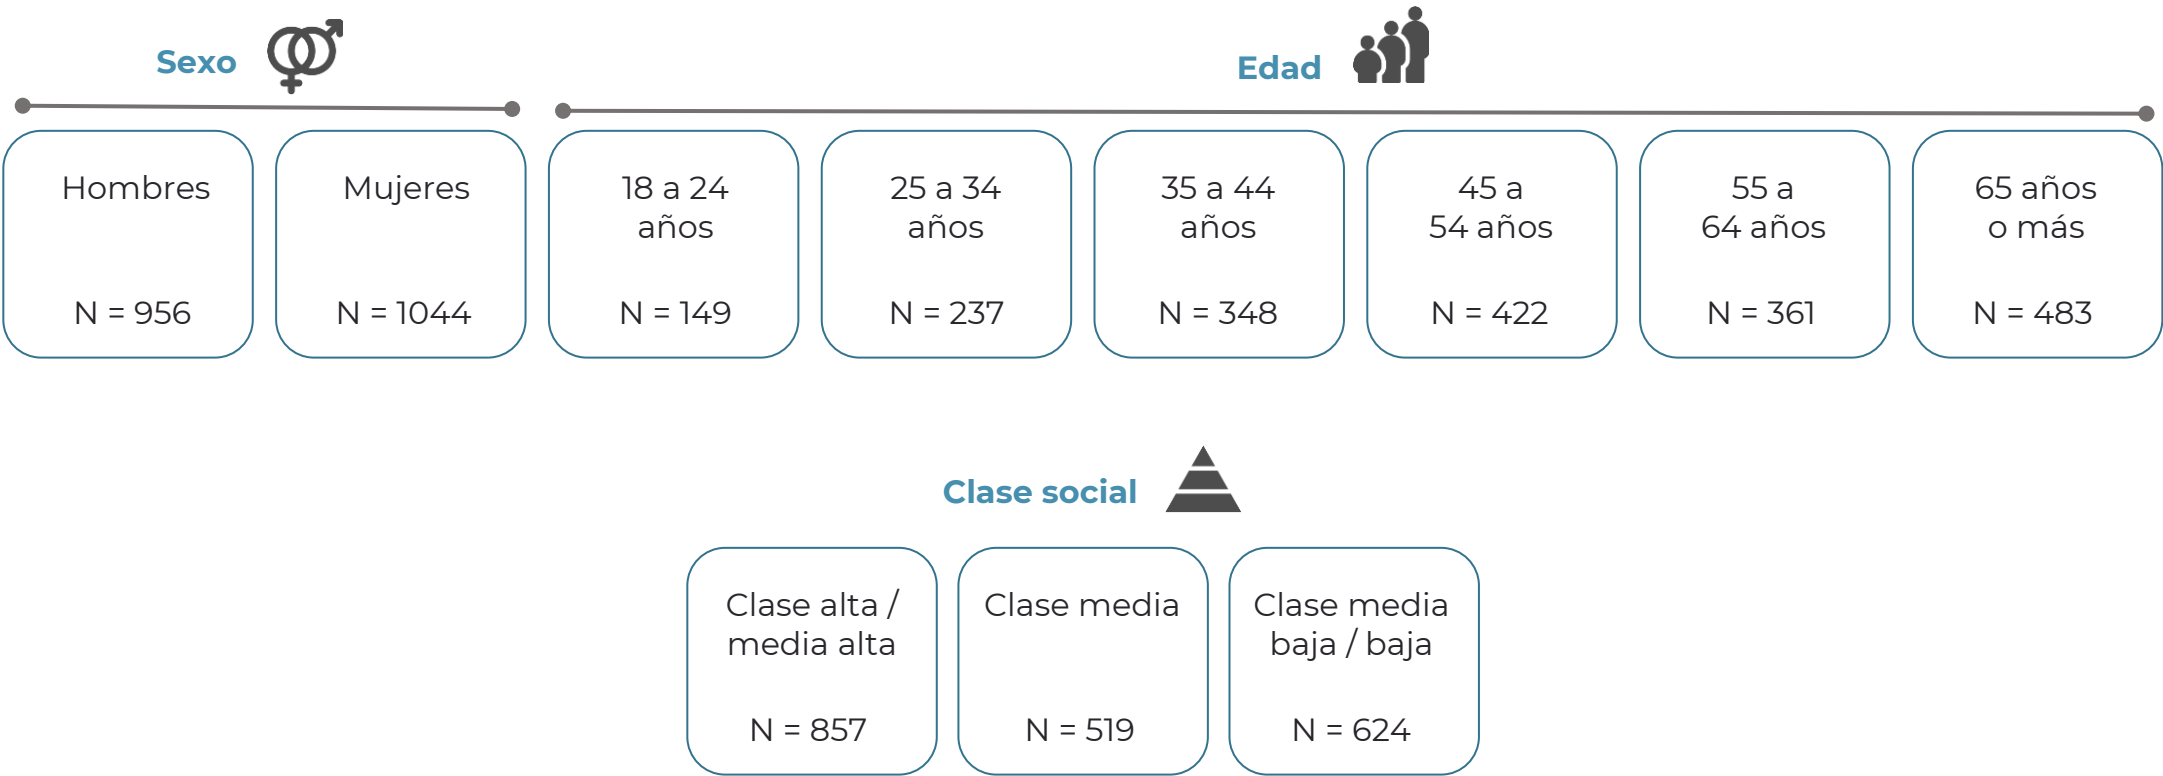 Sexo
Edad
Hombres
N = 956
Mujeres
N = 1044
18 a 24
años
N = 149
25 a 34
años
N = 237
35 a 44
años
N = 348
45 a
54 años
N = 422
55 a
64 años
N = 361
65 años
o más
N = 483
Clase social
Clase alta /
media alta
N = 857
Clase media
N = 519
Clase media
baja / baja
N = 624